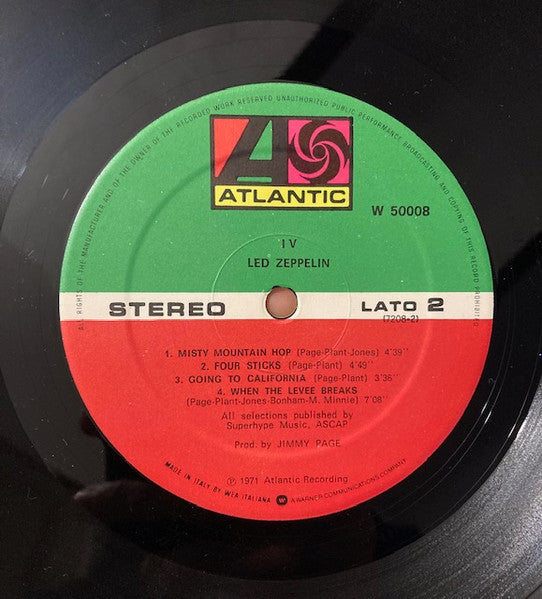 ALL RIGHTS OF THE MANUFACTURER AND OF THE OWNER OF THE RECORDED WORK RESERVED UNAUTHORIZED PUBLIC PERFORMANCE BROADCASTING AND COPYING OF THIS RECORD PROHIBITED
ATLANTIC
W 50008
IV
LED ZEPPELIN
STEREO
LATO 2
(7208-2)
1. MISTY MOUNTAIN HOP (Page-Plant-Jones) 4'39"
2. FOUR STICKS (Page-Plant) 4'49"
3. GOING TO CALIFORNIA (Page-Plant) 3'36"
4. WHEN THE LEVEE BREAKS
(Page-Plant-Jones-Bonham-M. Minnie) 7'08"
All selections published by
Superhype Music, ASCAP
Prod. by JIMMY PAGE
℗ 1971 Atlantic Recording
MADE IN ITALY BY WEA ITALIANA
A WARNER COMMUNICATIONS COMPANY